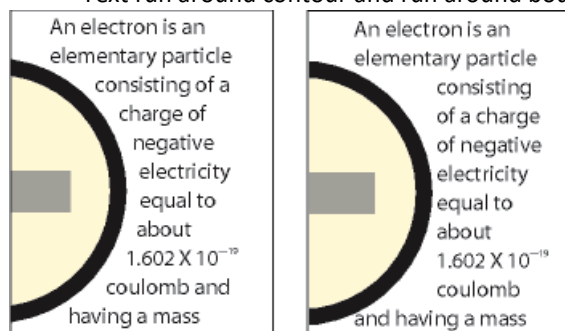 Text run around contour and run around bou
An electron is an
elementary particle
consisting of a
charge of
negative
electricity
equal to
about
1.602 X 10⁻¹⁹
coulomb and
having a mass
An electron is an
elementary particle
consisting
of a charge
of negative
electricity
equal to
about
1.602 X 10⁻¹⁹
coulomb
and having a mass